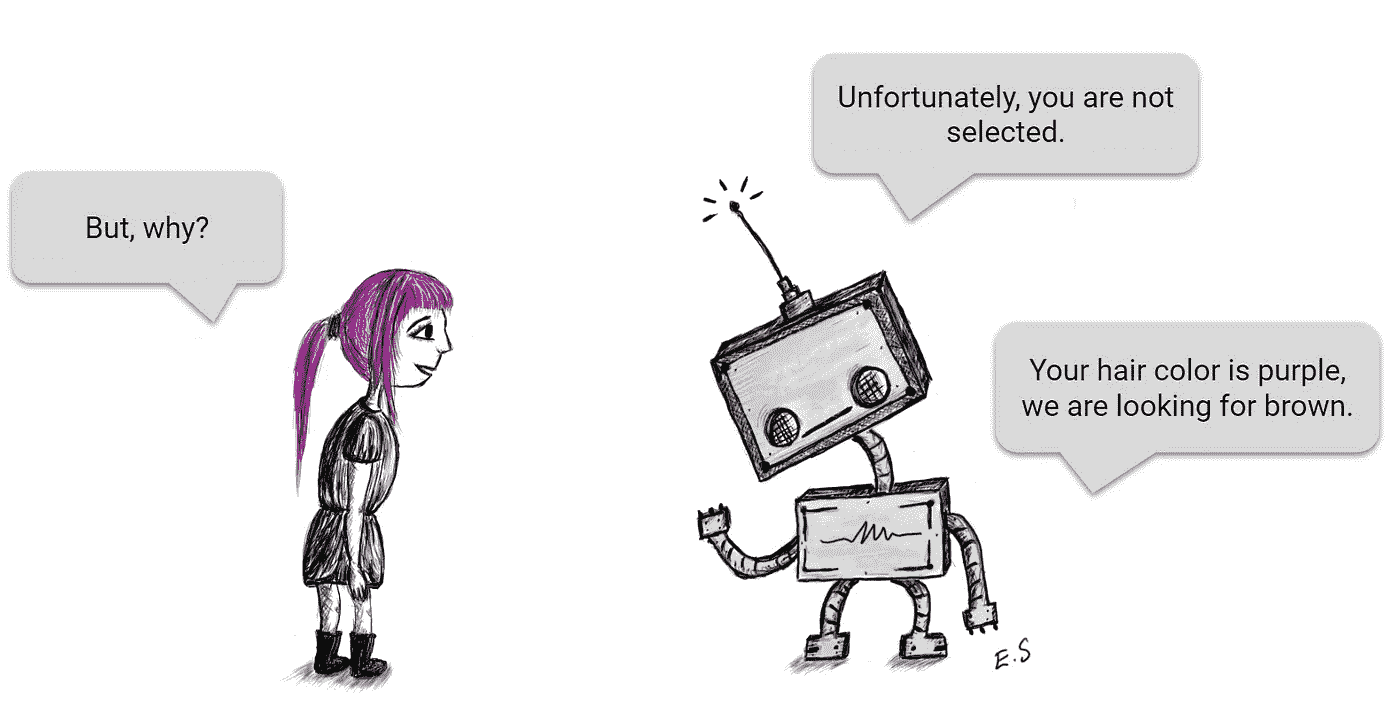 Unfortunately, you are not
selected.
But, why?
Your hair color is purple,
we are looking for brown.
E.S